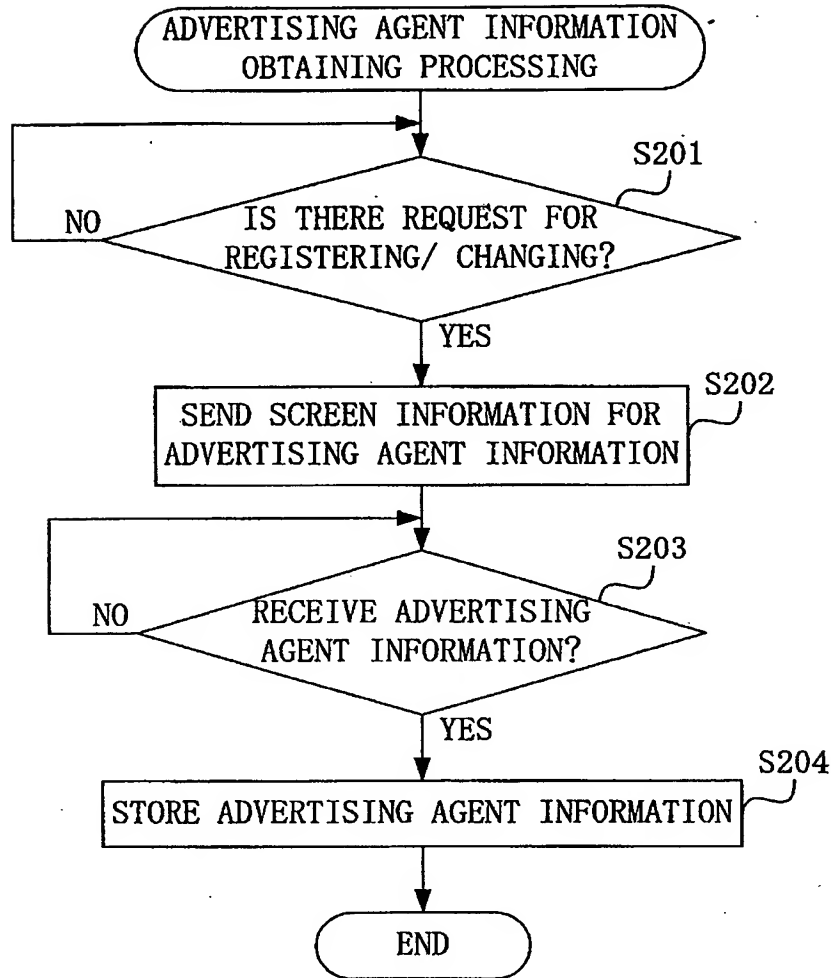 ADVERTISING AGENT INFORMATION
OBTAINING PROCESSING
S201
NO
IS THERE REQUEST FOR
REGISTERING/ CHANGING?
YES
S202
SEND SCREEN INFORMATION FOR
ADVERTISING AGENT INFORMATION
S203
NO
RECEIVE ADVERTISING
AGENT INFORMATION?
YES
S204
STORE ADVERTISING AGENT INFORMATION
END